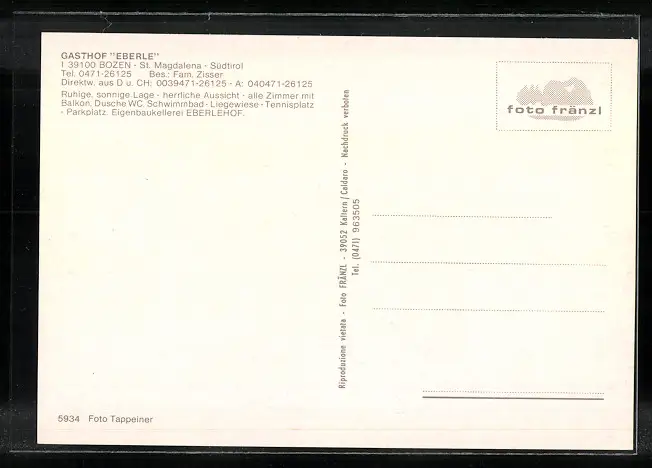 GASTHOF "EBERLE"
I 39100 BOZEN · St. Magdalena · Südtirol
Tel. 0471-26125 Bes.: Fam. Zisser
Direktw. aus D u. CH: 0039471-26125 · A: 040471-26125
Ruhige, sonnige Lage · herrliche Aussicht · alle Zimmer mit
Balkon, Dusche WC, Schwimmbad · Liegewiese · Tennisplatz
· Parkplatz. Eigenbaukellerei EBERLEHOF.
Riproduzione vietata - Foto FRÄNZL - 39052 Kaltern / Caldaro - Nachdruck verboten
Tel. (0471) 963505
foto fränzl
5934 Foto Tappeiner